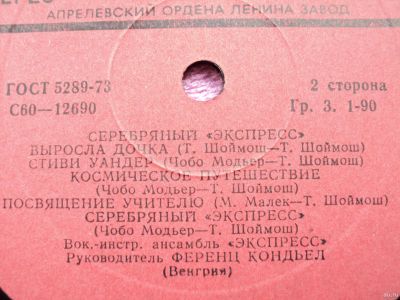 АПРЕЛЕВСКИЙ ОРДЕНА ЛЕНИНА ЗАВОД
ГОСТ 5289-73
С60—12690
2 сторона
Гр. 3. 1-90
СЕРЕБРЯНЫЙ «ЭКСПРЕСС»
ВЫРОСЛА ДОЧКА (Т. Шоймош—Т. Шоймош)
СТИВИ УАНДЕР (Чобо Модьер—Т. Шоймош)
КОСМИЧЕСКОЕ ПУТЕШЕСТВИЕ
(Чобо Модьер—Т. Шоймош)
ПОСВЯЩЕНИЕ УЧИТЕЛЮ (М. Малек—Т. Шоймош)
СЕРЕБРЯНЫЙ «ЭКСПРЕСС»
(Чобо Модьер—Т. Шоймош)
Вок.-инстр. ансамбль «ЭКСПРЕСС»
Руководитель ФЕРЕНЦ КОНДЬЕЛ
(Венгрия)